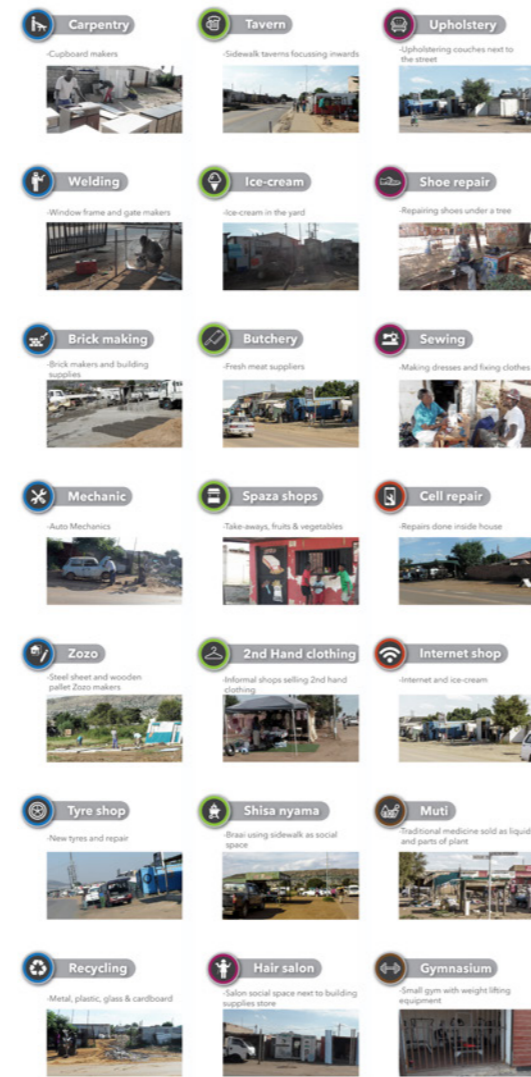 Carpentry
-Cupboard makers
Tavern
-Sidewalk taverns focussing inwards
Upholstery
-Upholstering couches next to
the street
Welding
-Window frame and gate makers
Ice-cream
-Ice-cream in the yard
Shoe repair
-Repairing shoes under a tree
Brick making
-Brick makers and building
supplies
Butchery
-Fresh meat suppliers
Sewing
-Making dresses and fixing clothes
Mechanic
-Auto Mechanics
Spaza shops
-Take-aways, fruits & vegetables
Cell repair
-Repairs done inside house
Zozo
-Steel sheet and wooden
pallet Zozo makers
2nd Hand clothing
-Informal shops selling 2nd hand
clothing
Internet shop
-Internet and ice-cream
Tyre shop
-New tyres and repair
Shisa nyama
-Braai using sidewalk as social
space
Muti
-Traditional medicine sold as liquid
and parts of plant
Recycling
-Metal, plastic, glass & cardboard
Hair salon
-Salon social space next to building
supplies store
Gymnasium
-Small gym with weight lifting
equipment